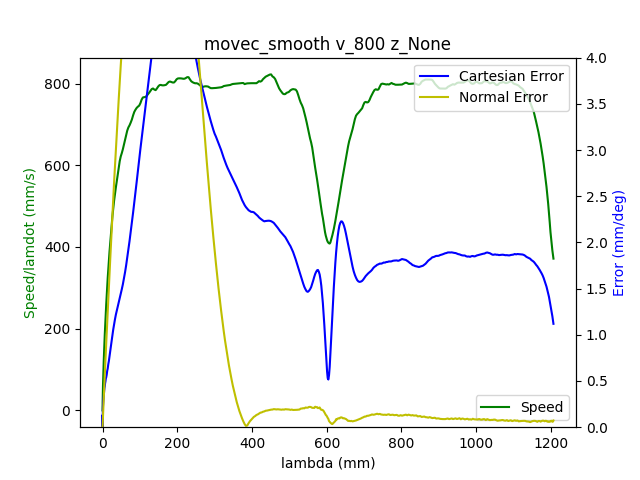 movec_smooth v_800 z_None
Cartesian Error
Normal Error
Speed
Speed/lamdot (mm/s)
800
600
400
200
0
4.0
3.5
3.0
2.5
2.0
1.5
1.0
0.5
0.0
Error (mm/deg)
0 200 400 600 800 1000 1200
lambda (mm)